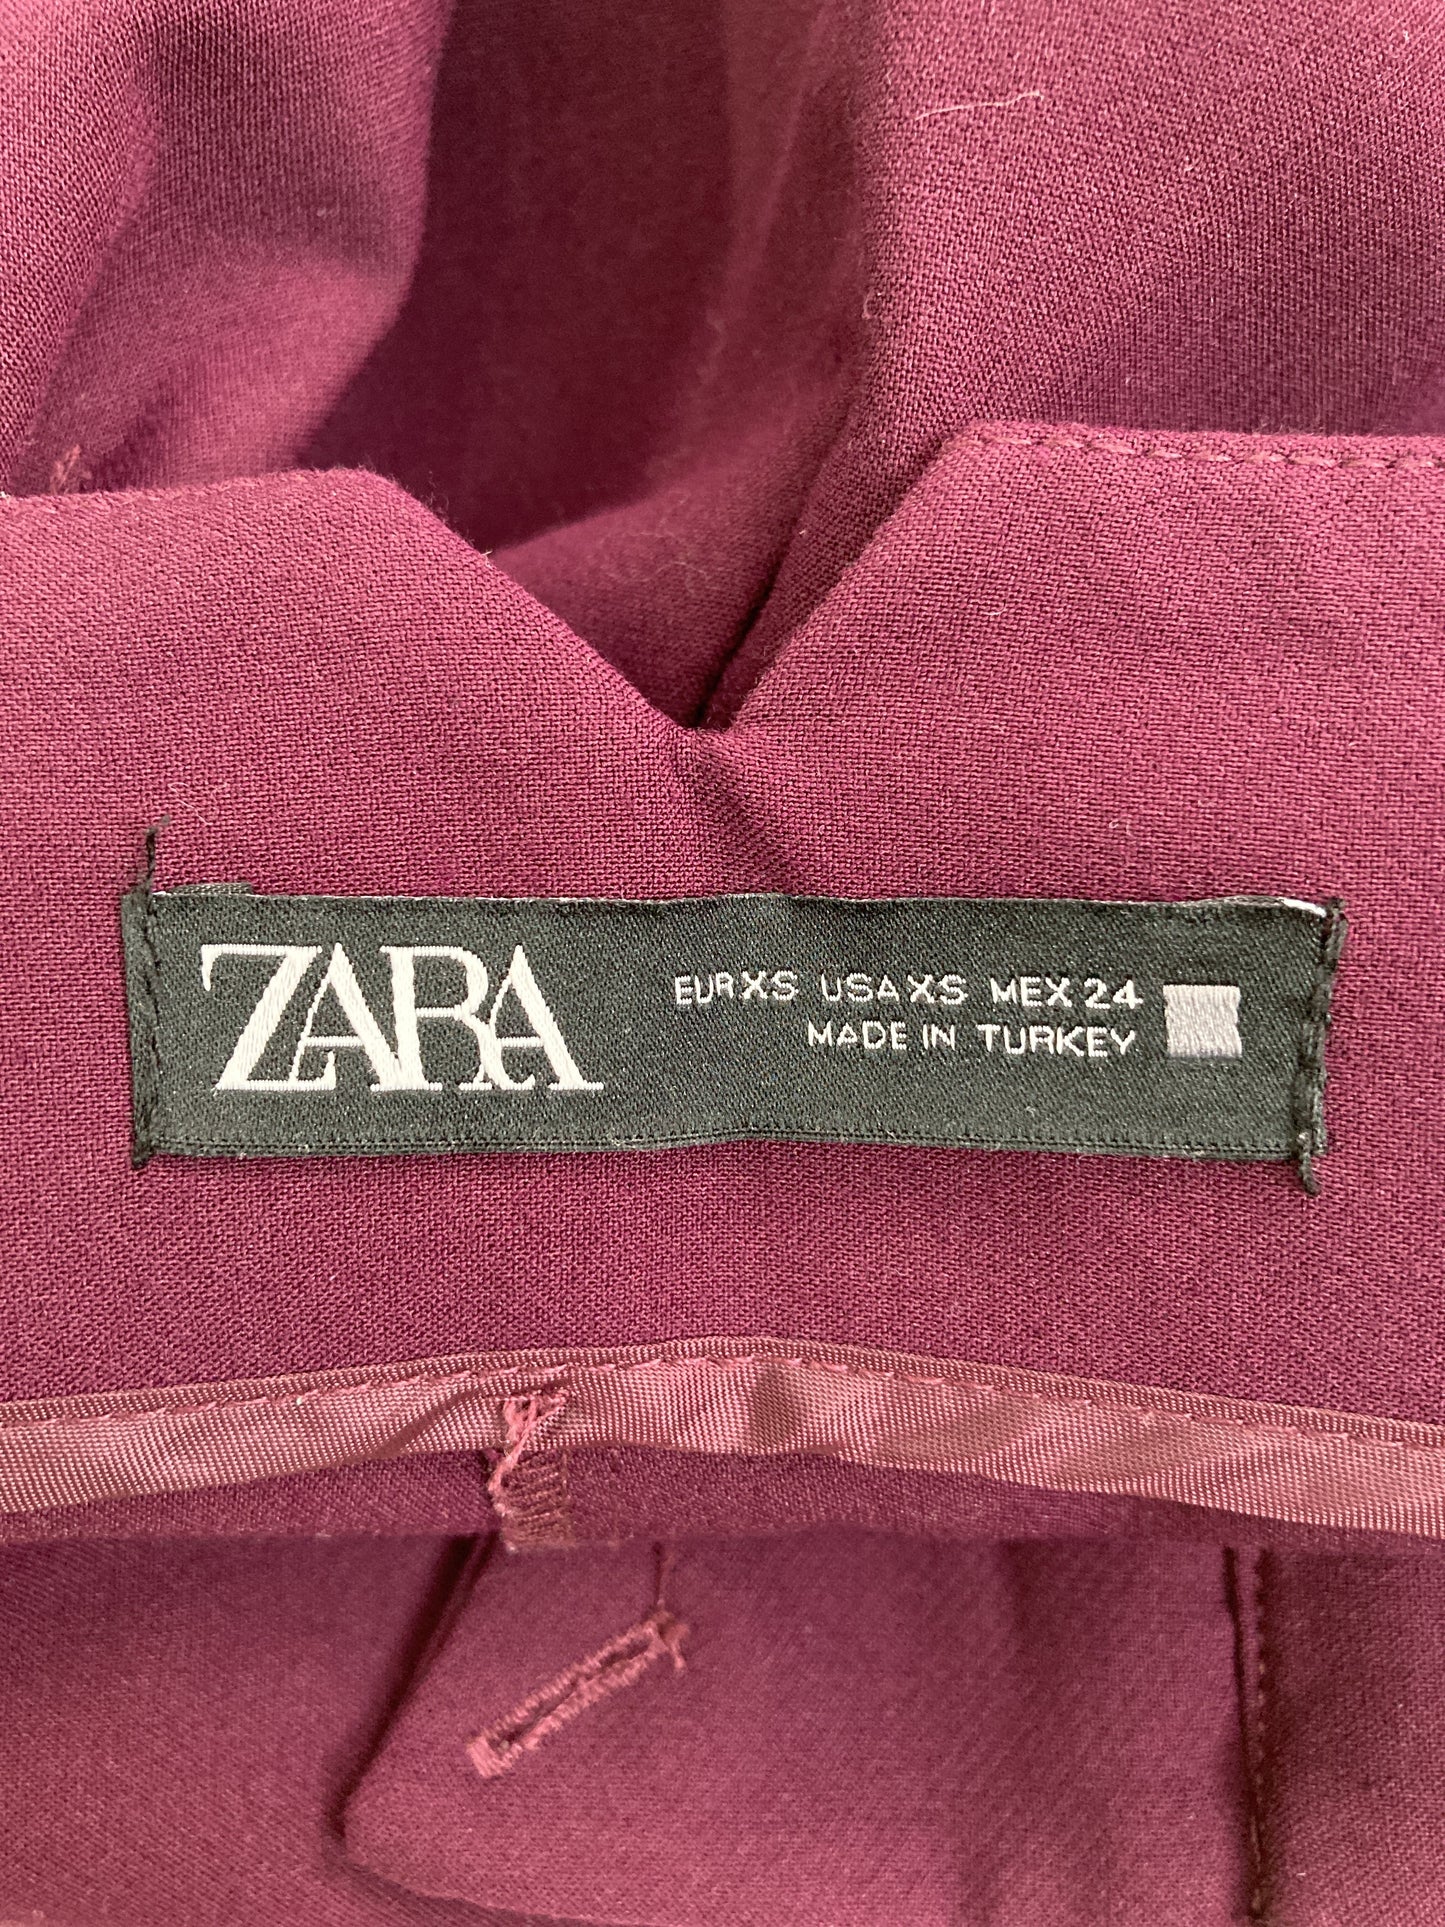 ZARA
EUR XS USA XS MEX 24
MADE IN TURKEY